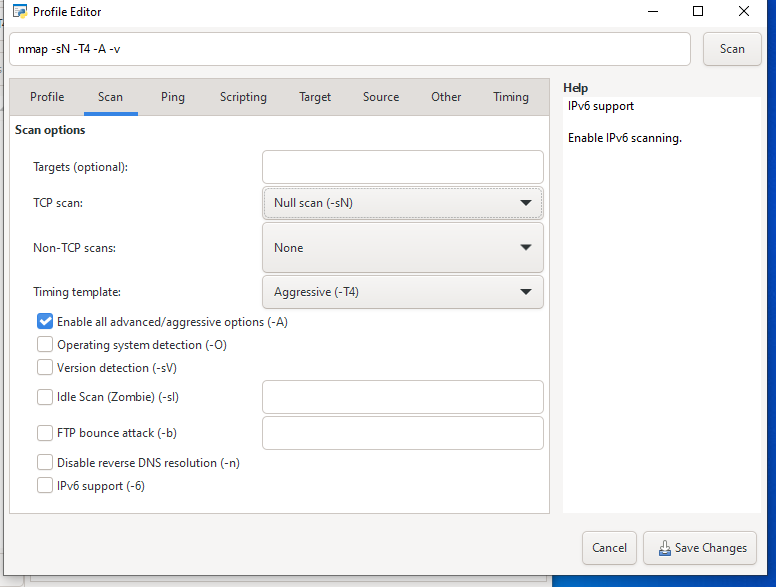 Profile Editor
nmap -sN -T4 -A -v
Scan
Profile
Scan
Ping
Scripting
Target
Source
Other
Timing
Help
IPv6 support
Enable IPv6 scanning.
Scan options
Targets (optional):
TCP scan:
Null scan (-sN)
Non-TCP scans:
None
Timing template:
Aggressive (-T4)
Enable all advanced/aggressive options (-A)
Operating system detection (-O)
Version detection (-sV)
Idle Scan (Zombie) (-sI)
FTP bounce attack (-b)
Disable reverse DNS resolution (-n)
IPv6 support (-6)
Cancel
Save Changes